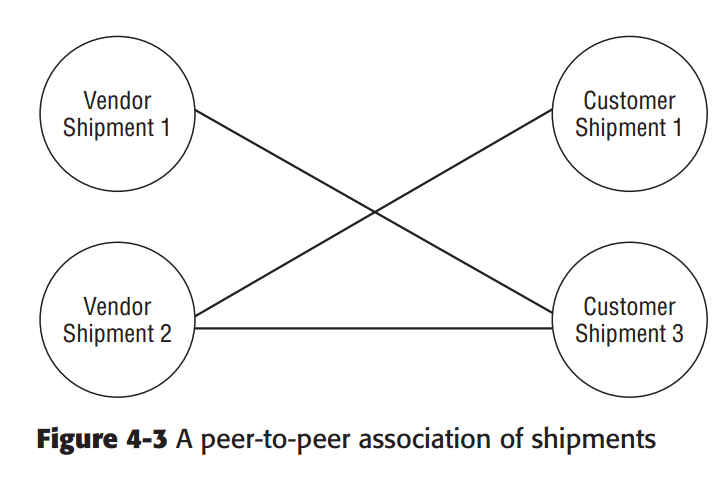 Vendor
Shipment 1
Customer
Shipment 1
Vendor
Shipment 2
Customer
Shipment 3
Figure 4-3 A peer-to-peer association of shipments